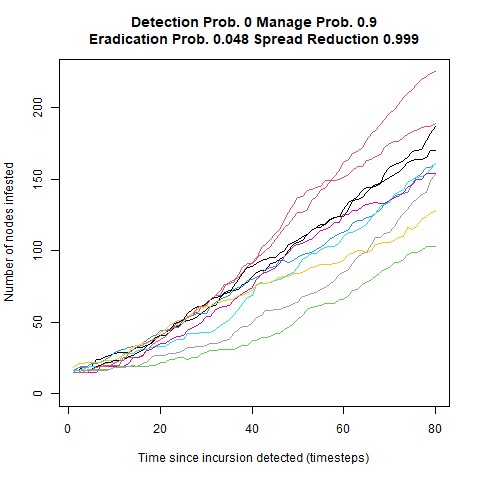 Detection Prob. 0 Manage Prob. 0.9
Eradication Prob. 0.048 Spread Reduction 0.999
Number of nodes infested
200
150
100
50
0
0 20 40 60 80
Time since incursion detected (timesteps)